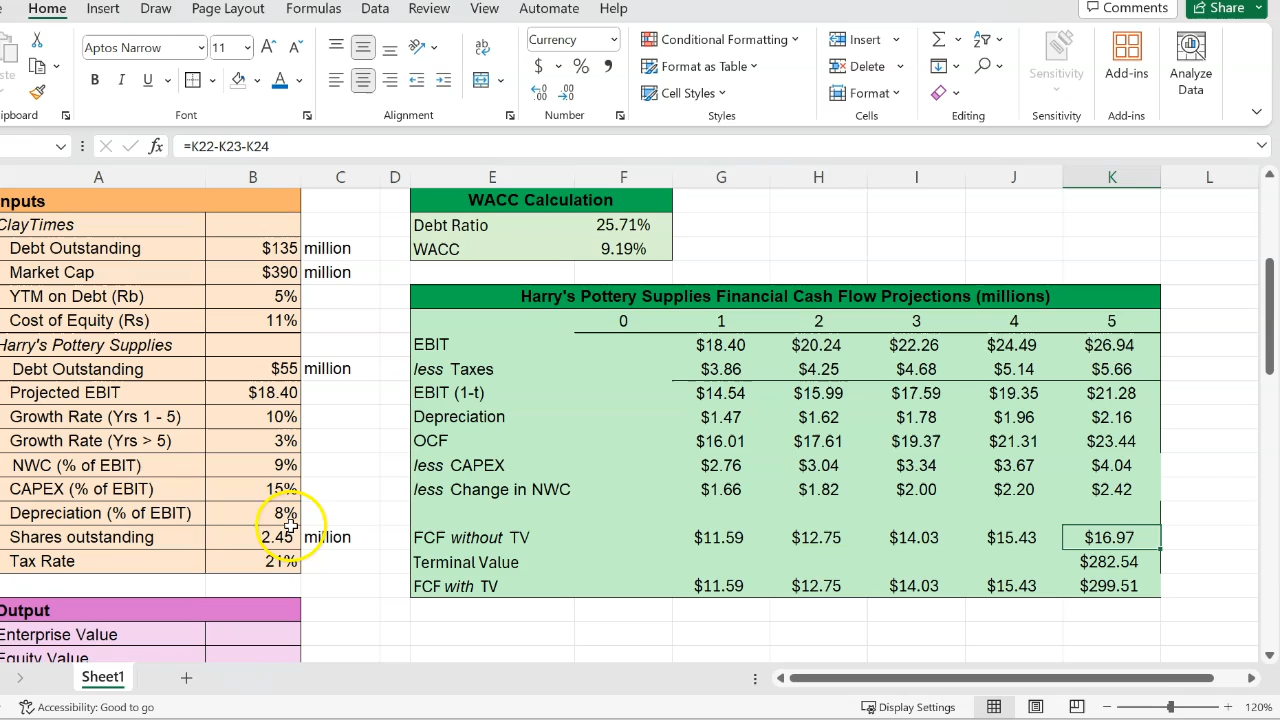 Home Insert Draw Page Layout Formulas Data Review View Automate Help Comments Share
Aptos Narrow 11 A A Currency Conditional Formatting Insert
B I U A ab $ % , Format as Table Delete Sensitivity Add-ins Analyze Data
Cell Styles Format
Font Alignment Number Styles Cells Editing Sensitivity Add-ins
fx =K22-K23-K24
A B C D E F G H I J K L
WACC Calculation
Debt Ratio 25.71%
WACC 9.19%
nputs
ClayTimes
Debt Outstanding $135 million
Market Cap $390 million
YTM on Debt (Rb) 5%
Cost of Equity (Rs) 11%
Harry's Pottery Supplies
Debt Outstanding $55 million
Projected EBIT $18.40
Growth Rate (Yrs 1 - 5) 10%
Growth Rate (Yrs > 5) 3%
NWC (% of EBIT) 9%
CAPEX (% of EBIT) 15%
Depreciation (% of EBIT) 8%
Shares outstanding 2.45 million
Tax Rate 21%
Output
Enterprise Value
Equity Value
Harry's Pottery Supplies Financial Cash Flow Projections (millions)
0 1 2 3 4 5
EBIT $18.40 $20.24 $22.26 $24.49 $26.94
less Taxes $3.86 $4.25 $4.68 $5.14 $5.66
EBIT (1-t) $14.54 $15.99 $17.59 $19.35 $21.28
Depreciation $1.47 $1.62 $1.78 $1.96 $2.16
OCF $16.01 $17.61 $19.37 $21.31 $23.44
less CAPEX $2.76 $3.04 $3.34 $3.67 $4.04
less Change in NWC $1.66 $1.82 $2.00 $2.20 $2.42
FCF without TV $11.59 $12.75 $14.03 $15.43 $16.97
Terminal Value $282.54
FCF with TV $11.59 $12.75 $14.03 $15.43 $299.51
Sheet1
Accessibility: Good to go Display Settings 120%